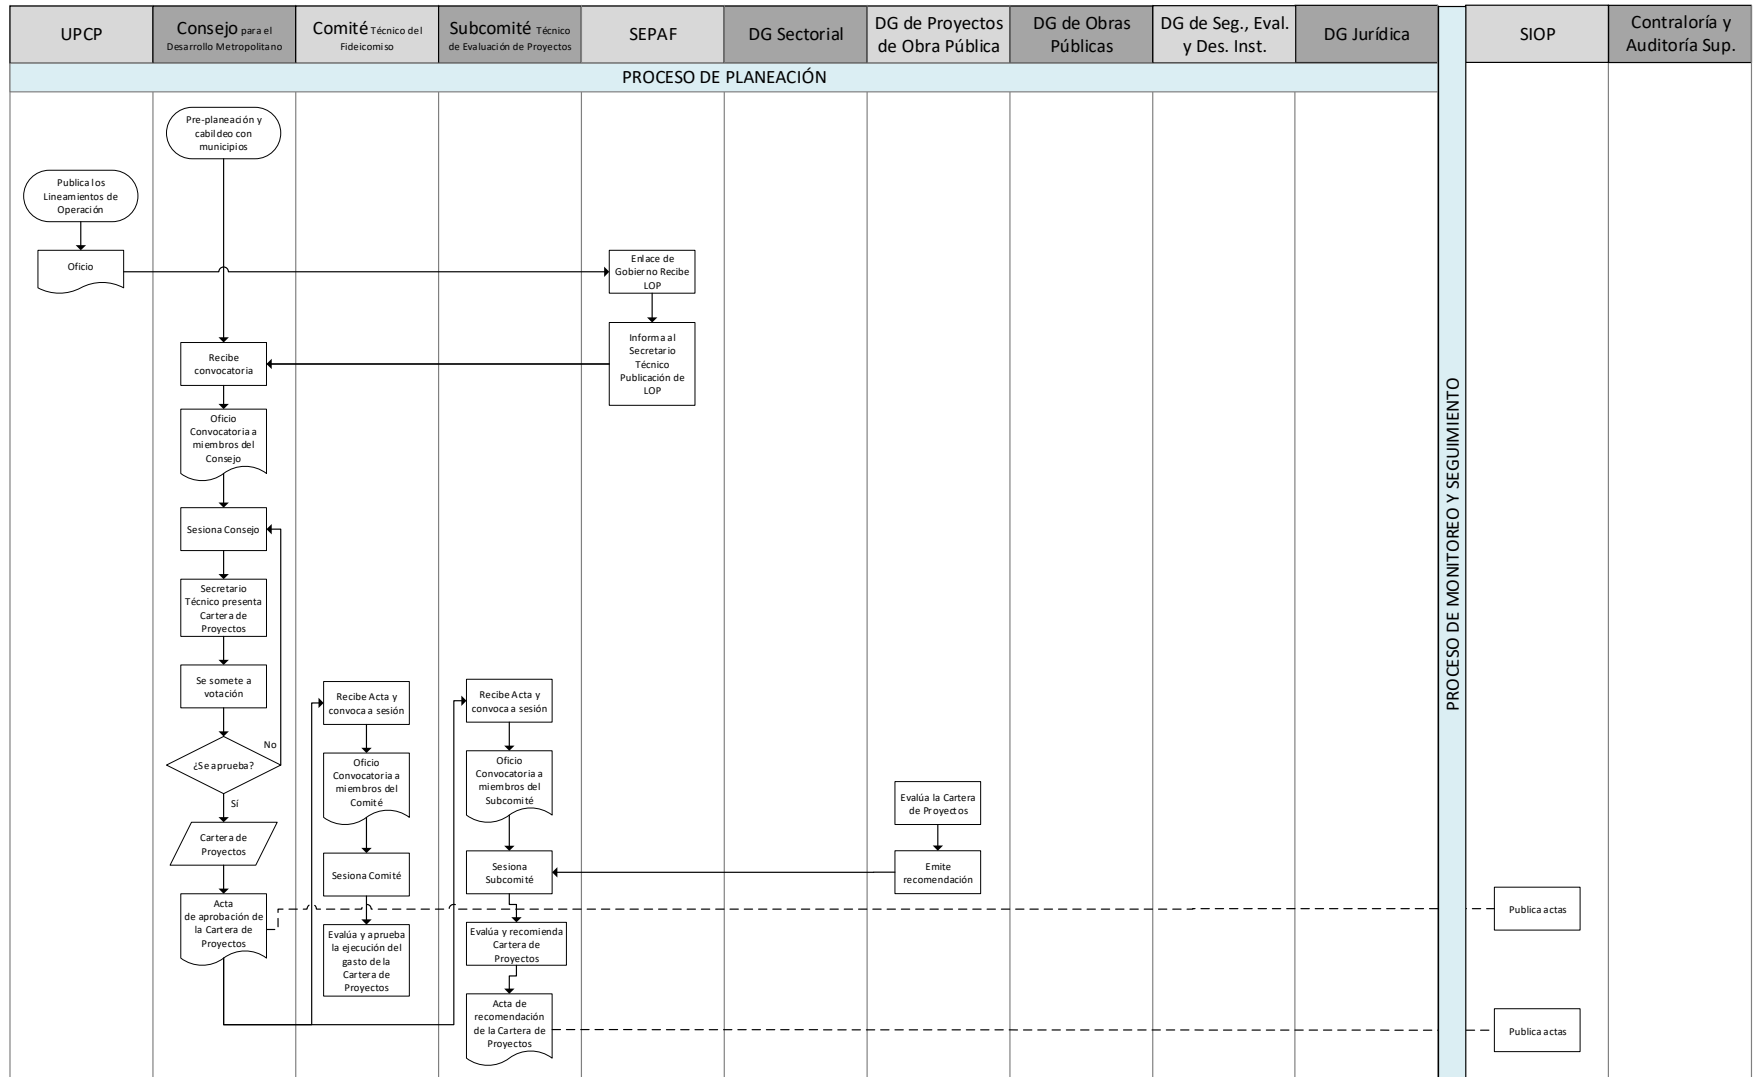 UPCP
Consejo para el
Desarrollo Metropolitano
Comité Técnico del
Fideicomiso
Subcomité Técnico
de Evaluación de Proyectos
SEPAF
DG Sectorial
DG de Proyectos
de Obra Pública
DG de Obras
Públicas
DG de Seg., Eval.
y Des. Inst.
DG Jurídica
SIOP
Contraloría y
Auditoría Sup.
PROCESO DE PLANEACIÓN
PROCESO DE MONITOREO Y SEGUIMIENTO
Publica los
Lineamientos de
Operación
Oficio
Pre-planeación y
cabildeo con
municipios
Recibe
convocatoria
Oficio
Convocatoria a
miembros del
Consejo
Sesiona Consejo
Secretario
Técnico presenta
Cartera de
Proyectos
Se somete a
votación
¿Se aprueba?
No
Sí
Cartera de
Proyectos
Acta
de aprobación de
la Cartera de
Proyectos
Recibe Acta y
convoca a sesión
Oficio
Convocatoria a
miembros del
Comité
Sesiona Comité
Evalúa y aprueba
la ejecución del
gasto de la
Cartera de
Proyectos
Recibe Acta y
convoca a sesión
Oficio
Convocatoria a
miembros del
Subcomité
Sesiona
Subcomité
Evalúa y recomienda
Cartera de
Proyectos
Acta de
recomendación
de la Cartera de
Proyectos
Enlace de
Gobierno Recibe
LOP
Informa al
Secretario
Técnico
Publicación de
LOP
Evalúa la Cartera
de Proyectos
Emite
recomendación
Publica actas
Publica actas